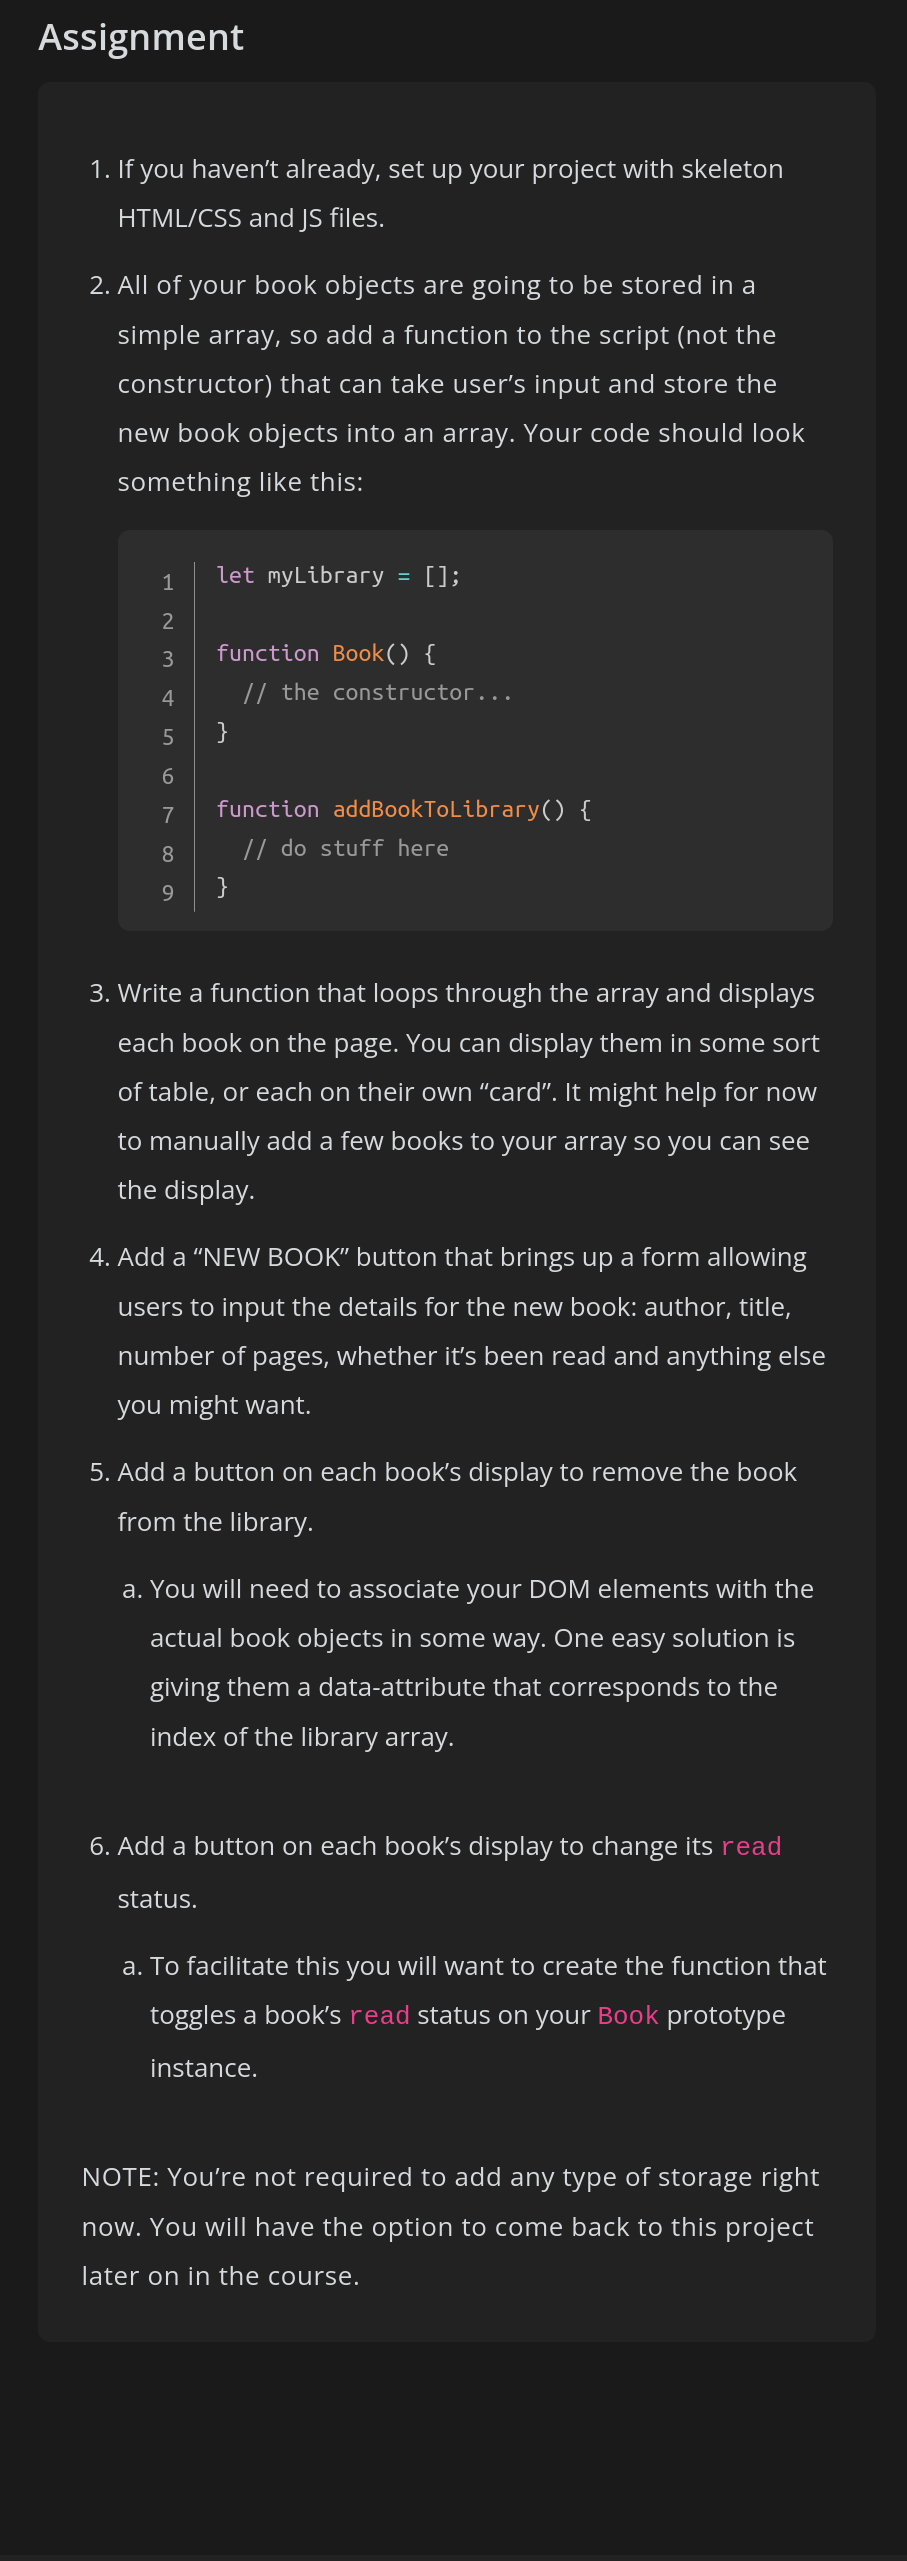 Assignment
1. If you haven’t already, set up your project with skeleton
HTML/CSS and JS files.
2. All of your book objects are going to be stored in a
simple array, so add a function to the script (not the
constructor) that can take user’s input and store the
new book objects into an array. Your code should look
something like this:
1 let myLibrary = [];
2
3 function Book() {
4 // the constructor...
5 }
6
7 function addBookToLibrary() {
8 // do stuff here
9 }
3. Write a function that loops through the array and displays
each book on the page. You can display them in some sort
of table, or each on their own “card”. It might help for now
to manually add a few books to your array so you can see
the display.
4. Add a “NEW BOOK” button that brings up a form allowing
users to input the details for the new book: author, title,
number of pages, whether it’s been read and anything else
you might want.
5. Add a button on each book’s display to remove the book
from the library.
a. You will need to associate your DOM elements with the
actual book objects in some way. One easy solution is
giving them a data-attribute that corresponds to the
index of the library array.
6. Add a button on each book’s display to change its read
status.
a. To facilitate this you will want to create the function that
toggles a book’s read status on your Book prototype
instance.
NOTE: You’re not required to add any type of storage right
now. You will have the option to come back to this project
later on in the course.